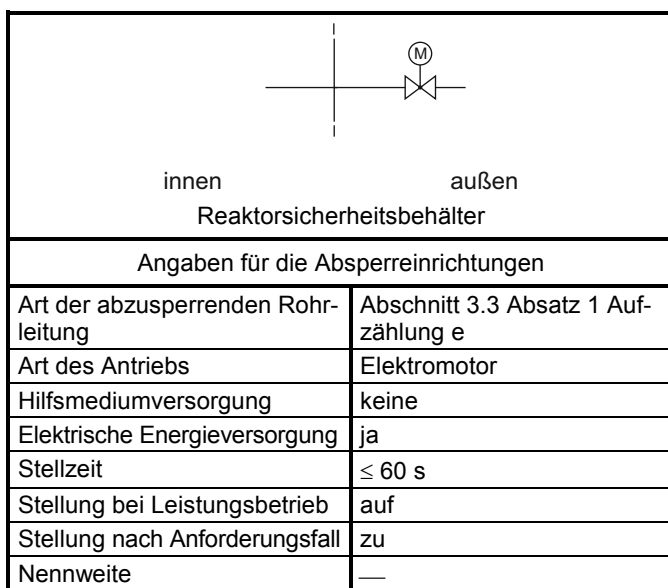 M
innen außen
Reaktorsicherheitsbehälter
Angaben für die Absperreinrichtungen
Art der abzusperrenden Rohr-
leitung
Abschnitt 3.3 Absatz 1 Auf-
zählung e
Art des Antriebs Elektromotor
Hilfsmediumversorgung keine
Elektrische Energieversorgung ja
Stellzeit ≤ 60 s
Stellung bei Leistungsbetrieb auf
Stellung nach Anforderungsfall zu
Nennweite —